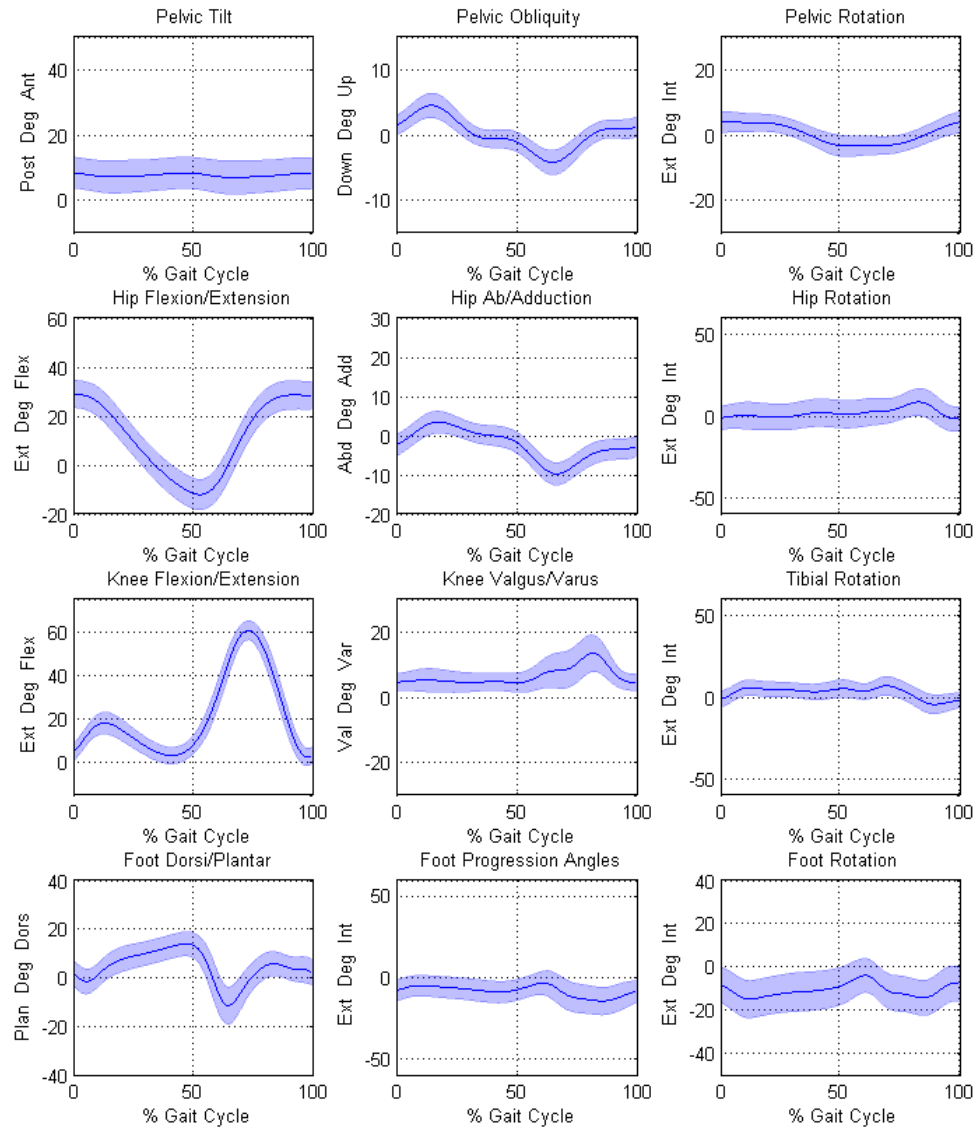 Pelvic Tilt
Pelvic Obliquity
Pelvic Rotation
Post Deg Ant
40
20
0
0 50 100
% Gait Cycle
Down Deg Up
10
0
-10
0 50 100
% Gait Cycle
Ext Deg Int
20
0
-20
0 50 100
% Gait Cycle
Hip Flexion/Extension
Hip Ab/Adduction
Hip Rotation
Ext Deg Flex
60
40
20
0
-20
0 50 100
% Gait Cycle
Abd Deg Add
30
20
10
0
-10
-20
0 50 100
% Gait Cycle
Ext Deg Int
50
0
-50
0 50 100
% Gait Cycle
Knee Flexion/Extension
Knee Valgus/Varus
Tibial Rotation
Ext Deg Flex
60
40
20
0
0 50 100
% Gait Cycle
Val Deg Var
20
0
-20
0 50 100
% Gait Cycle
Ext Deg Int
50
0
-50
0 50 100
% Gait Cycle
Foot Dorsi/Plantar
Foot Progression Angles
Foot Rotation
Plan Deg Dors
40
20
0
-20
-40
0 50 100
% Gait Cycle
Ext Deg Int
50
0
-50
0 50 100
% Gait Cycle
Ext Deg Int
40
20
0
-20
-40
0 50 100
% Gait Cycle